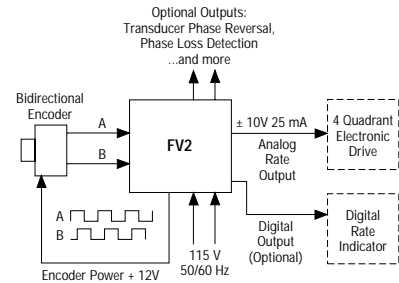 Optional Outputs:
Transducer Phase Reversal,
Phase Loss Detection
...and more
Bidirectional
Encoder
A
B
FV2
± 10V 25 mA
Analog
Rate
Output
4 Quadrant
Electronic
Drive
A
B
Digital
Output
(Optional)
Digital
Rate
Indicator
115 V
50/60 Hz
Encoder Power + 12V